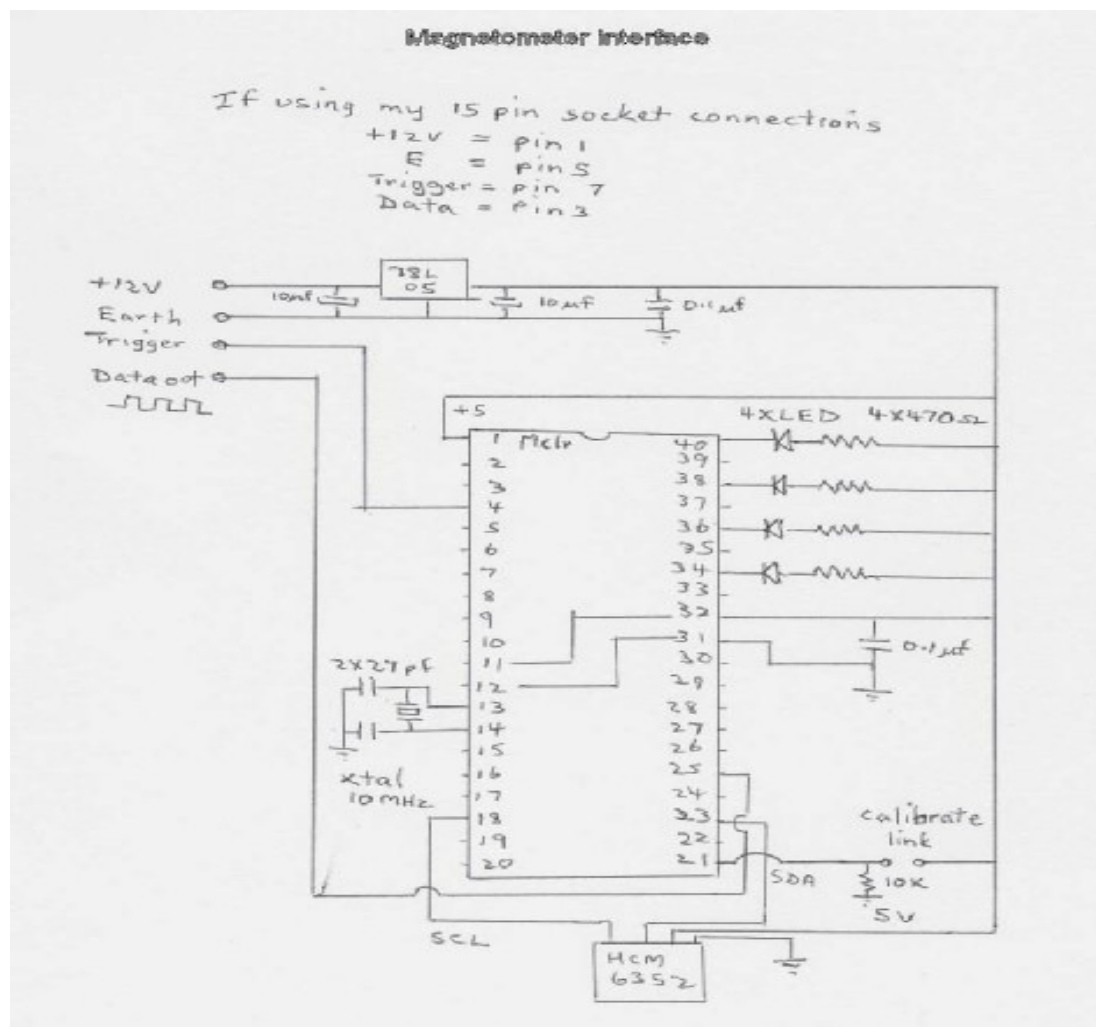 Magnetometer Interface
If using my 15 pin socket connections
+12V = pin 1
E = pin 5
Trigger = pin 7
Data = pin 3
+12V
78L
05
10µf
10µf
0.1µf
Earth
Trigger
Data out
+5
4XLED 4X470Ω
1 Mclr
2
3
4
5
6
7
8
9
10
11
12
13
14
15
16
17
18
19
20
40
39
38
37
36
35
34
33
32
31
30
29
28
27
26
25
24
23
22
21
0.1µf
2X27pf
xtal
10MHz
calibrate
link
SDA
10K
5V
SCL
HCM
6352